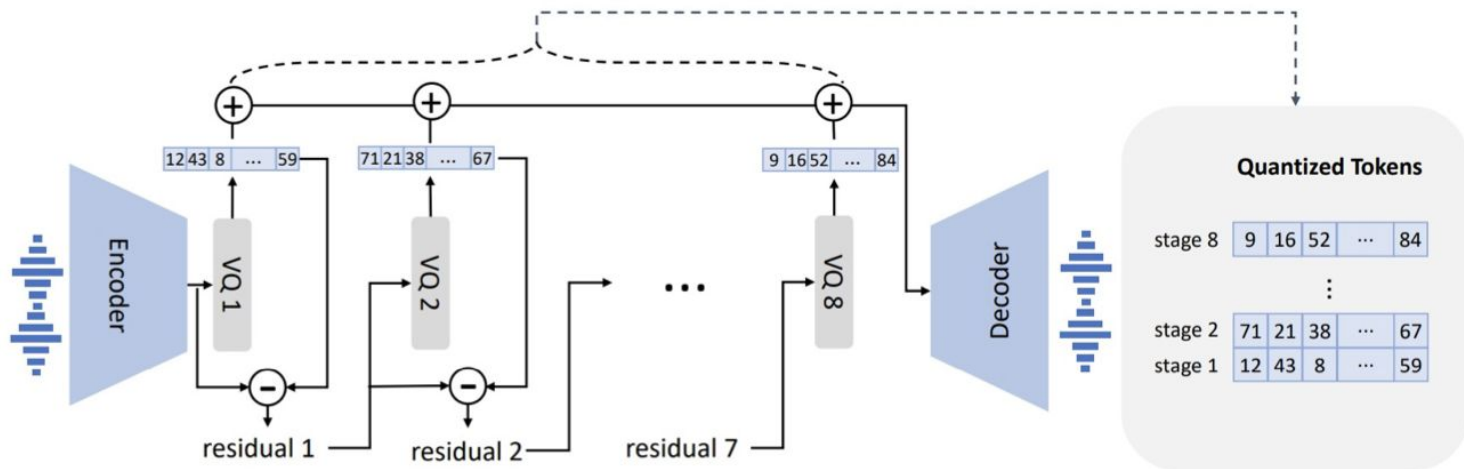 +
+
+
12 43 8 ... 59
71 21 38 ... 67
9 16 52 ... 84
Encoder
VQ 1
VQ 2
...
VQ 8
Decoder
-
-
residual 1
residual 2
residual 7
Quantized Tokens
stage 8 9 16 52 ... 84
⋮
stage 2 71 21 38 ... 67
stage 1 12 43 8 ... 59